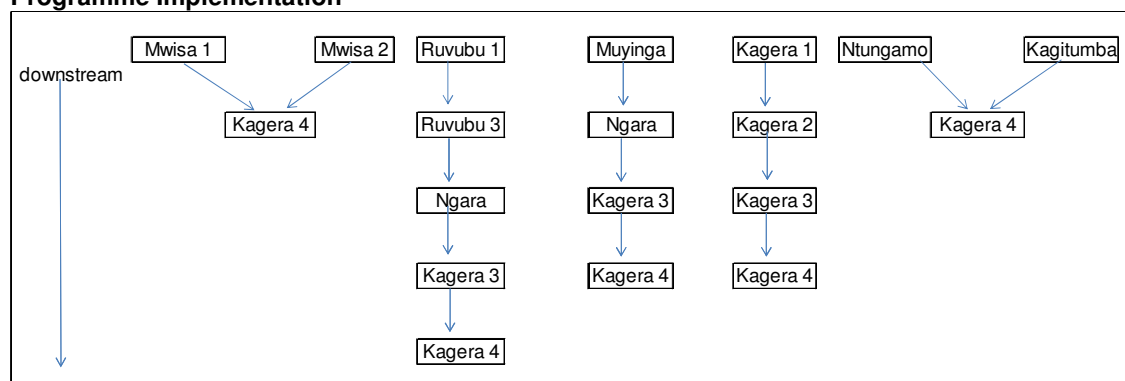 Programme Implementation
Mwisa 1 Mwisa 2 Ruvubu 1 Muyinga Kagera 1 Ntungamo Kagitumba
downstream
Kagera 4 Ruvubu 3 Ngara Kagera 2 Kagera 4
Ngara Kagera 3 Kagera 3
Kagera 3 Kagera 4 Kagera 4
Kagera 4